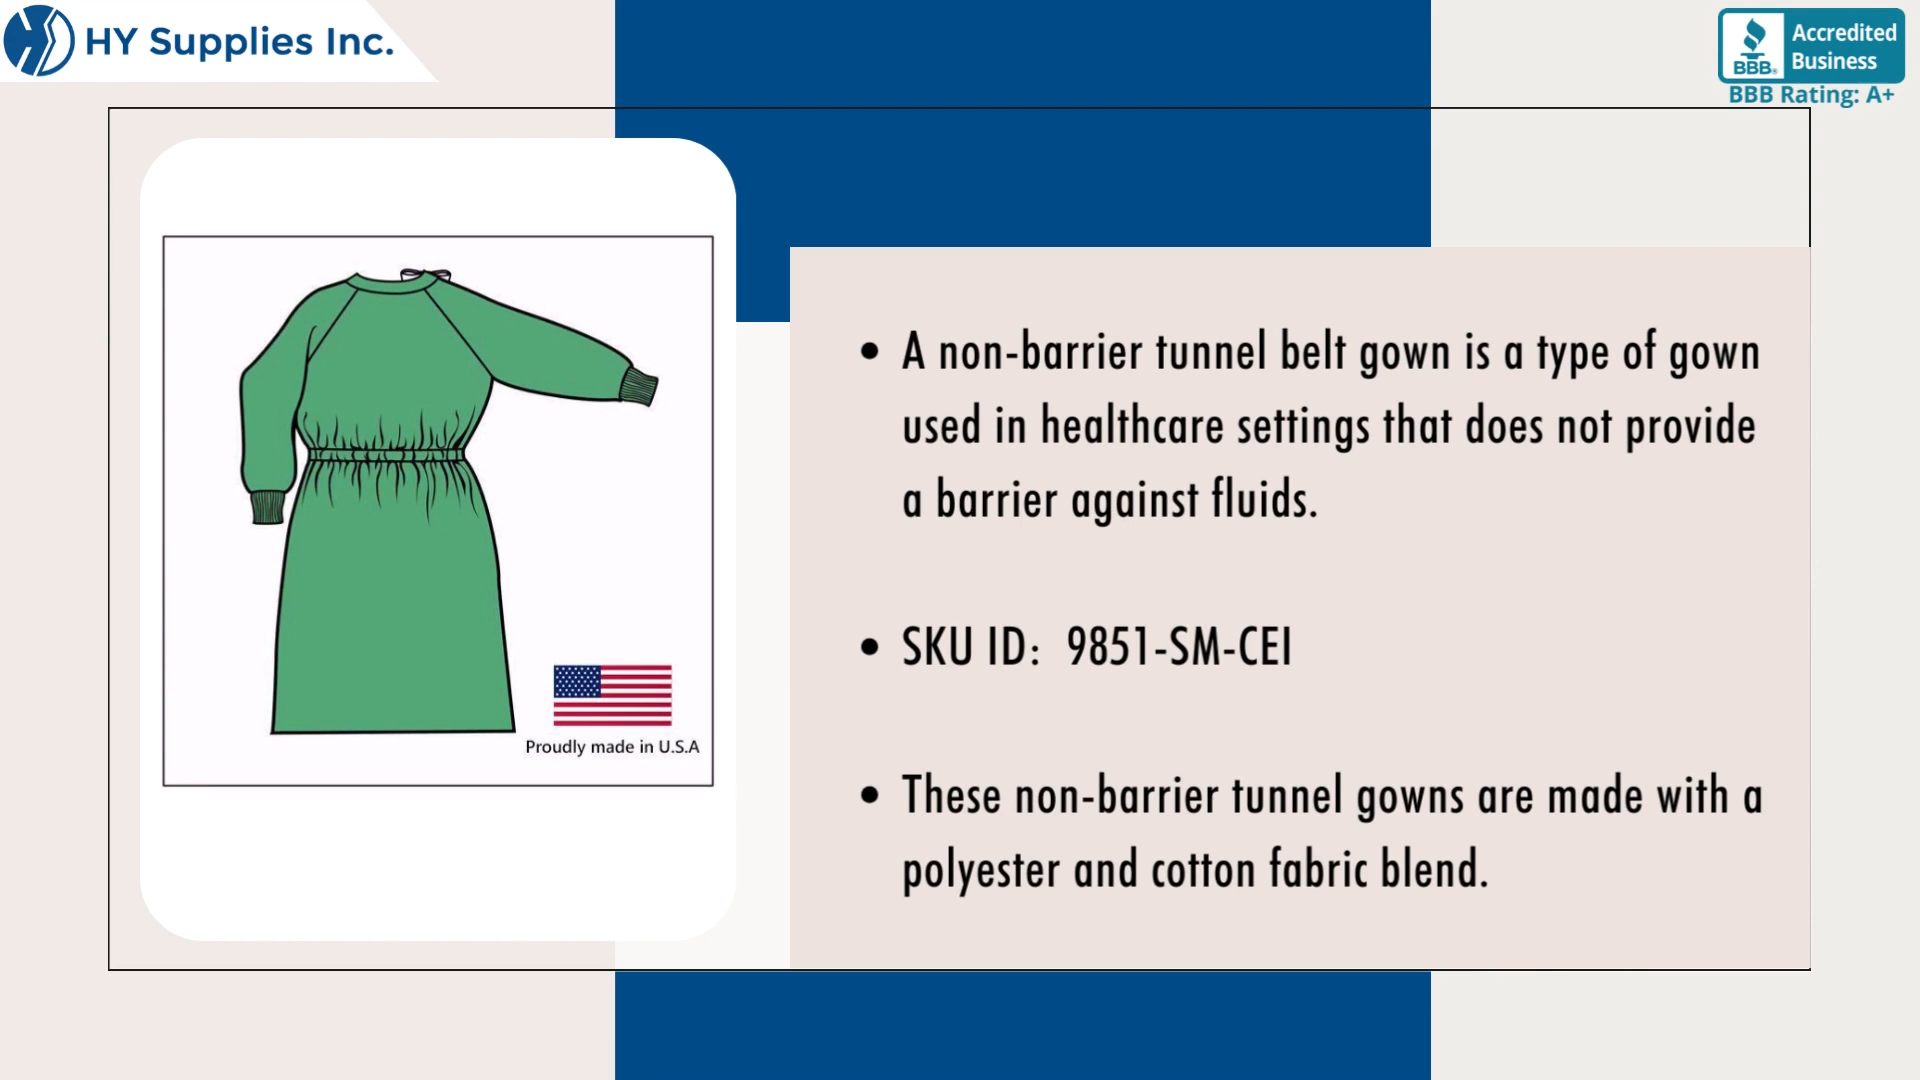 HY Supplies Inc.
Accredited
Business
BBB®
BBB Rating: A+
• A non-barrier tunnel belt gown is a type of gown
used in healthcare settings that does not provide
a barrier against fluids.
• SKU ID: 9851-SM-CEI
• These non-barrier tunnel gowns are made with a
polyester and cotton fabric blend.
Proudly made in U.S.A